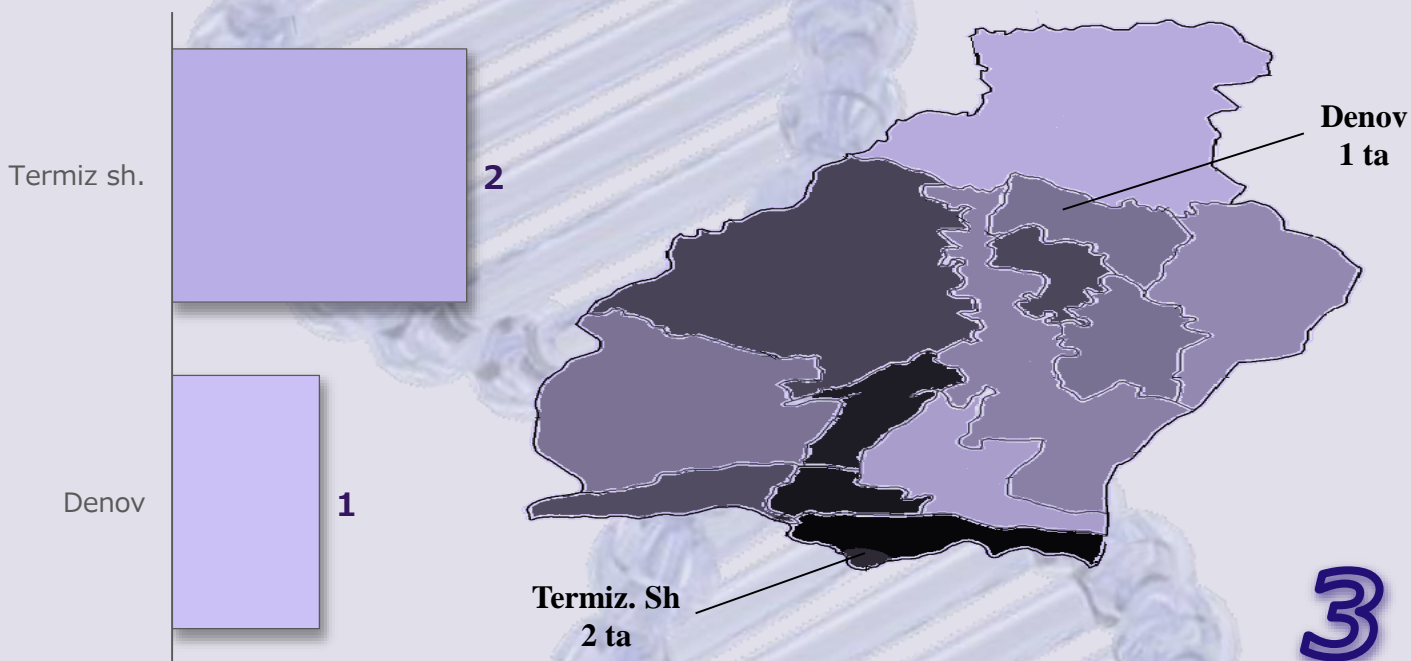 Termiz sh.
2
Denov
1
Denov
1 ta
Termiz. Sh
2 ta
3